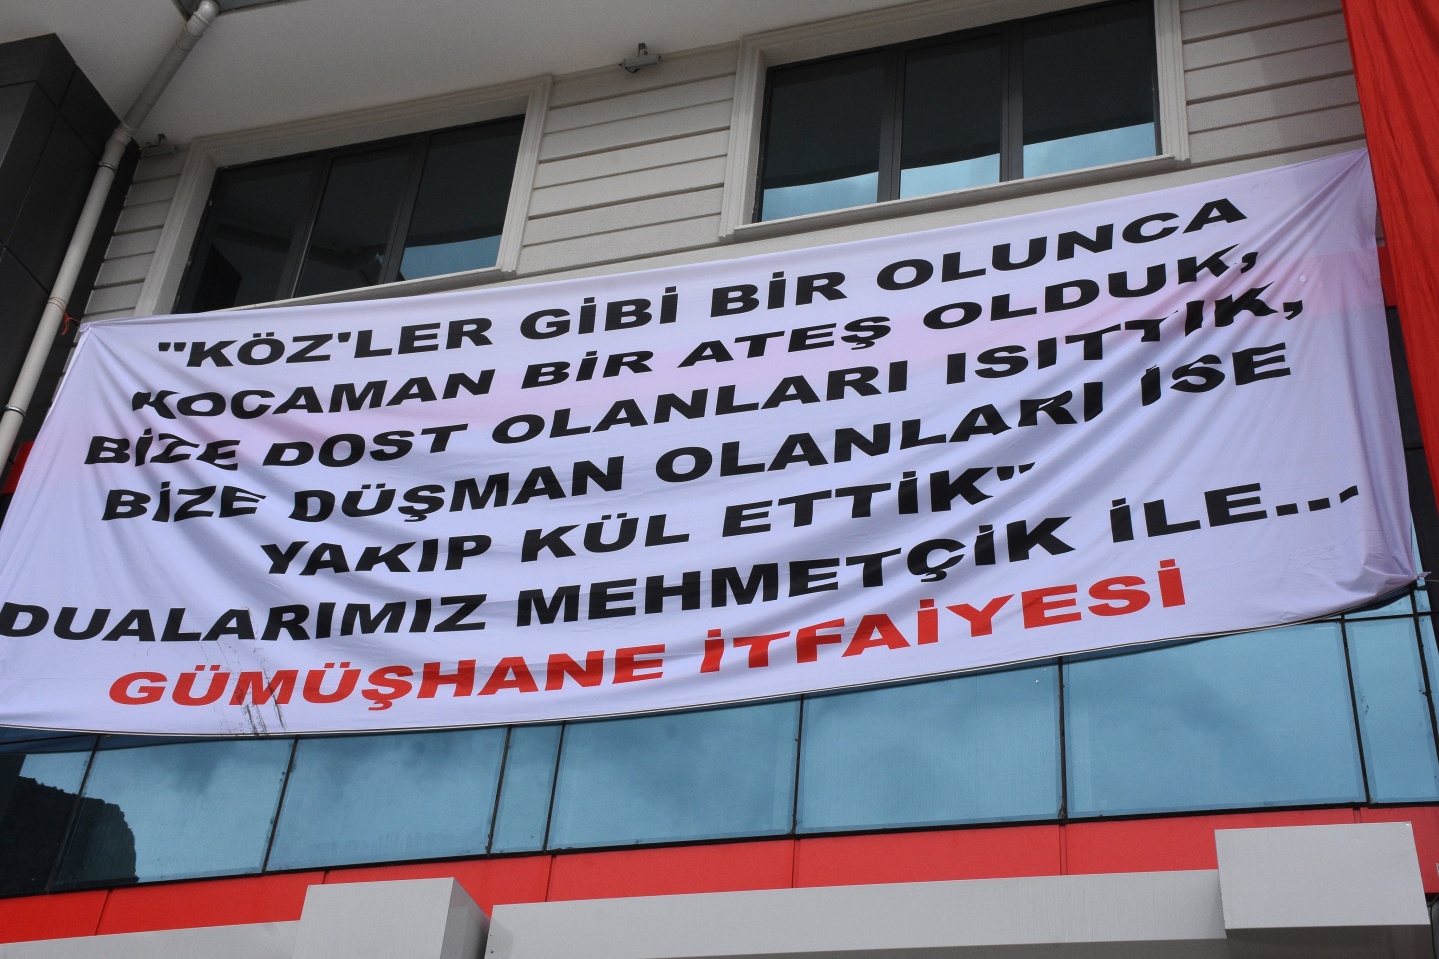 "KÖZ'LER GİBİ BİR OLUNCA
KOCAMAN BİR ATEŞ OLDUK,
BİZE DOST OLANLARI ISITTIK,
BİZE DÜŞMAN OLANLARI İSE
YAKIP KÜL ETTİK"
DUALARIMIZ MEHMETÇİK İLE...
GÜMÜŞHANE İTFAİYESİ